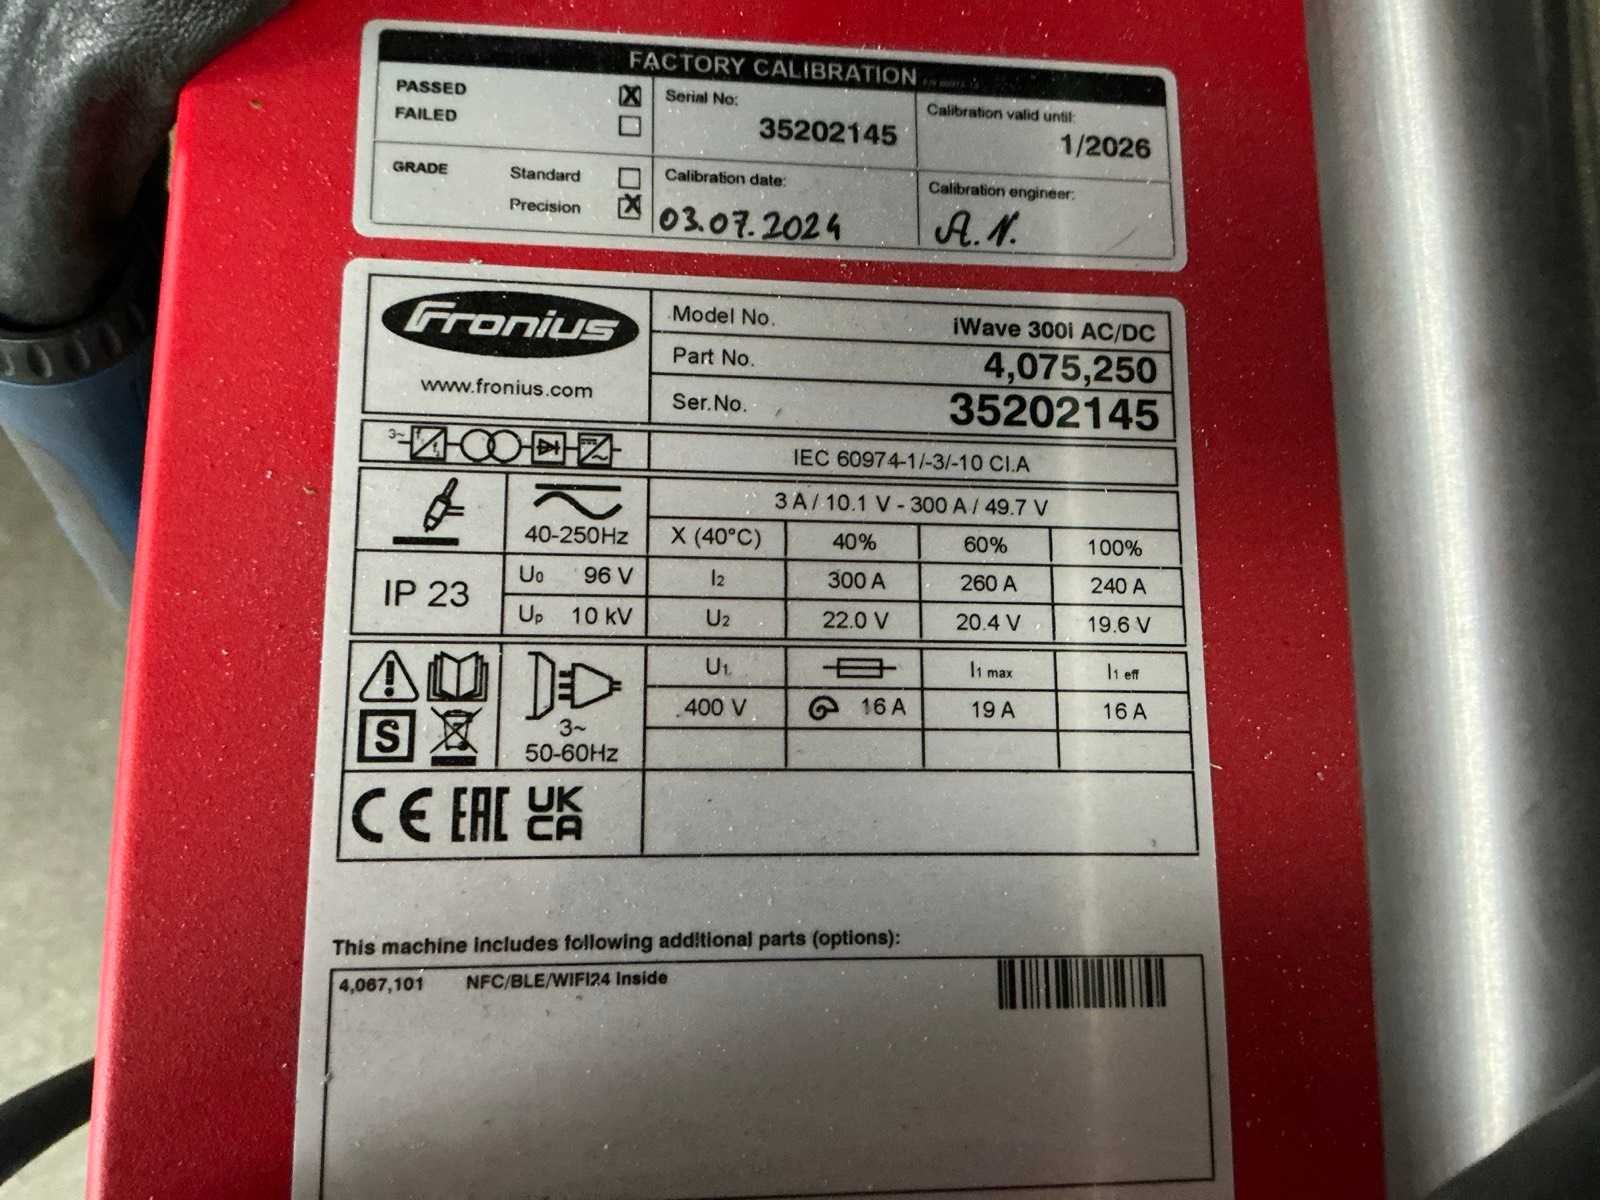 FACTORY CALIBRATION
PASSED X
FAILED
GRADE Standard
Precision X
Serial No:
35202145
Calibration valid until:
1/2026
Calibration date:
03.07.2024
Calibration engineer:
A.N.
Fronius
www.fronius.com
Model No. iWave 300i AC/DC
Part No. 4,075,250
Ser.No. 35202145
3~
IEC 60974-1/-3/-10 Cl.A
40-250Hz
3 A / 10.1 V - 300 A / 49.7 V
X (40°C) 40% 60% 100%
IP 23
U0 96 V
I2 300 A 260 A 240 A
Up 10 kV
U2 22.0 V 20.4 V 19.6 V
S
3~
50-60Hz
U1 I1 max I1 eff
400 V 16 A 19 A 16 A
CE EAC UK CA
This machine includes following additional parts (options):
4,067,101 NFC/BLE/WIFI24 Inside